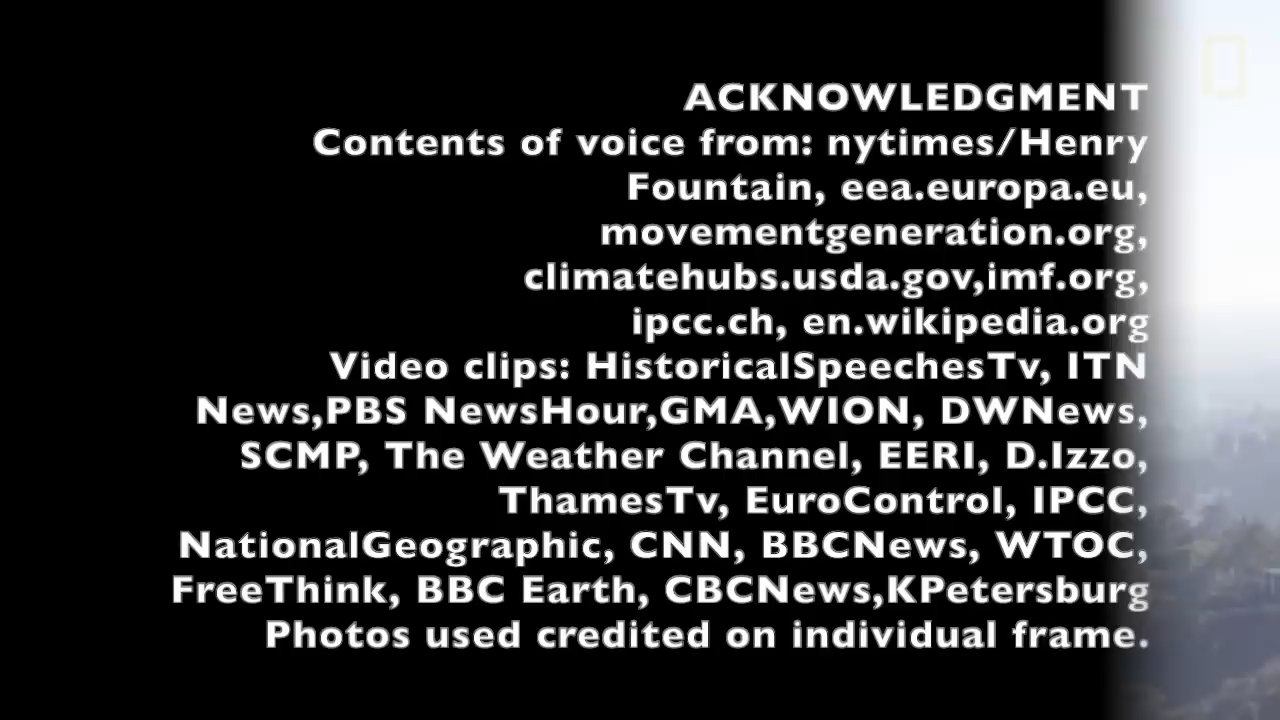 ACKNOWLEDGMENT
Contents of voice from: nytimes/Henry
Fountain, eea.europa.eu,
movementgeneration.org,
climatehubs.usda.gov,imf.org,
ipcc.ch, en.wikipedia.org
Video clips: HistoricalSpeechesTv, ITN
News,PBS NewsHour,GMA,WION, DWNews,
SCMP, The Weather Channel, EERI, D.Izzo,
ThamesTv, EuroControl, IPCC,
NationalGeographic, CNN, BBCNews, WTOC,
FreeThink, BBC Earth, CBCNews,KPetersburg
Photos used credited on individual frame.